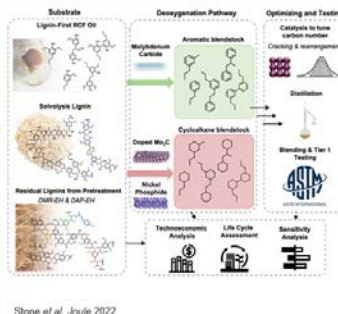 Substrate
Deoxygenation Pathway
Optimizing and Testing
Lignin-First RCF Oil
Molybdenum
Carbide
Aromatic blendstock
Catalysis to tune
carbon number
Cracking & rearrangement
Solvolysis Lignin
Distillation
Doped Mo₂C
Cycloalkane blendstock
Blending & Tier 1
Testing
Nickel
Phosphide
ASTM
INTERNATIONAL
Residual Lignins from Pretreatment
DMR-EH & DAP-EH
Technoeconomic
Analysis
Life Cycle
Assessment
Sensitivity
Analysis
Stone et al. Joule 2022